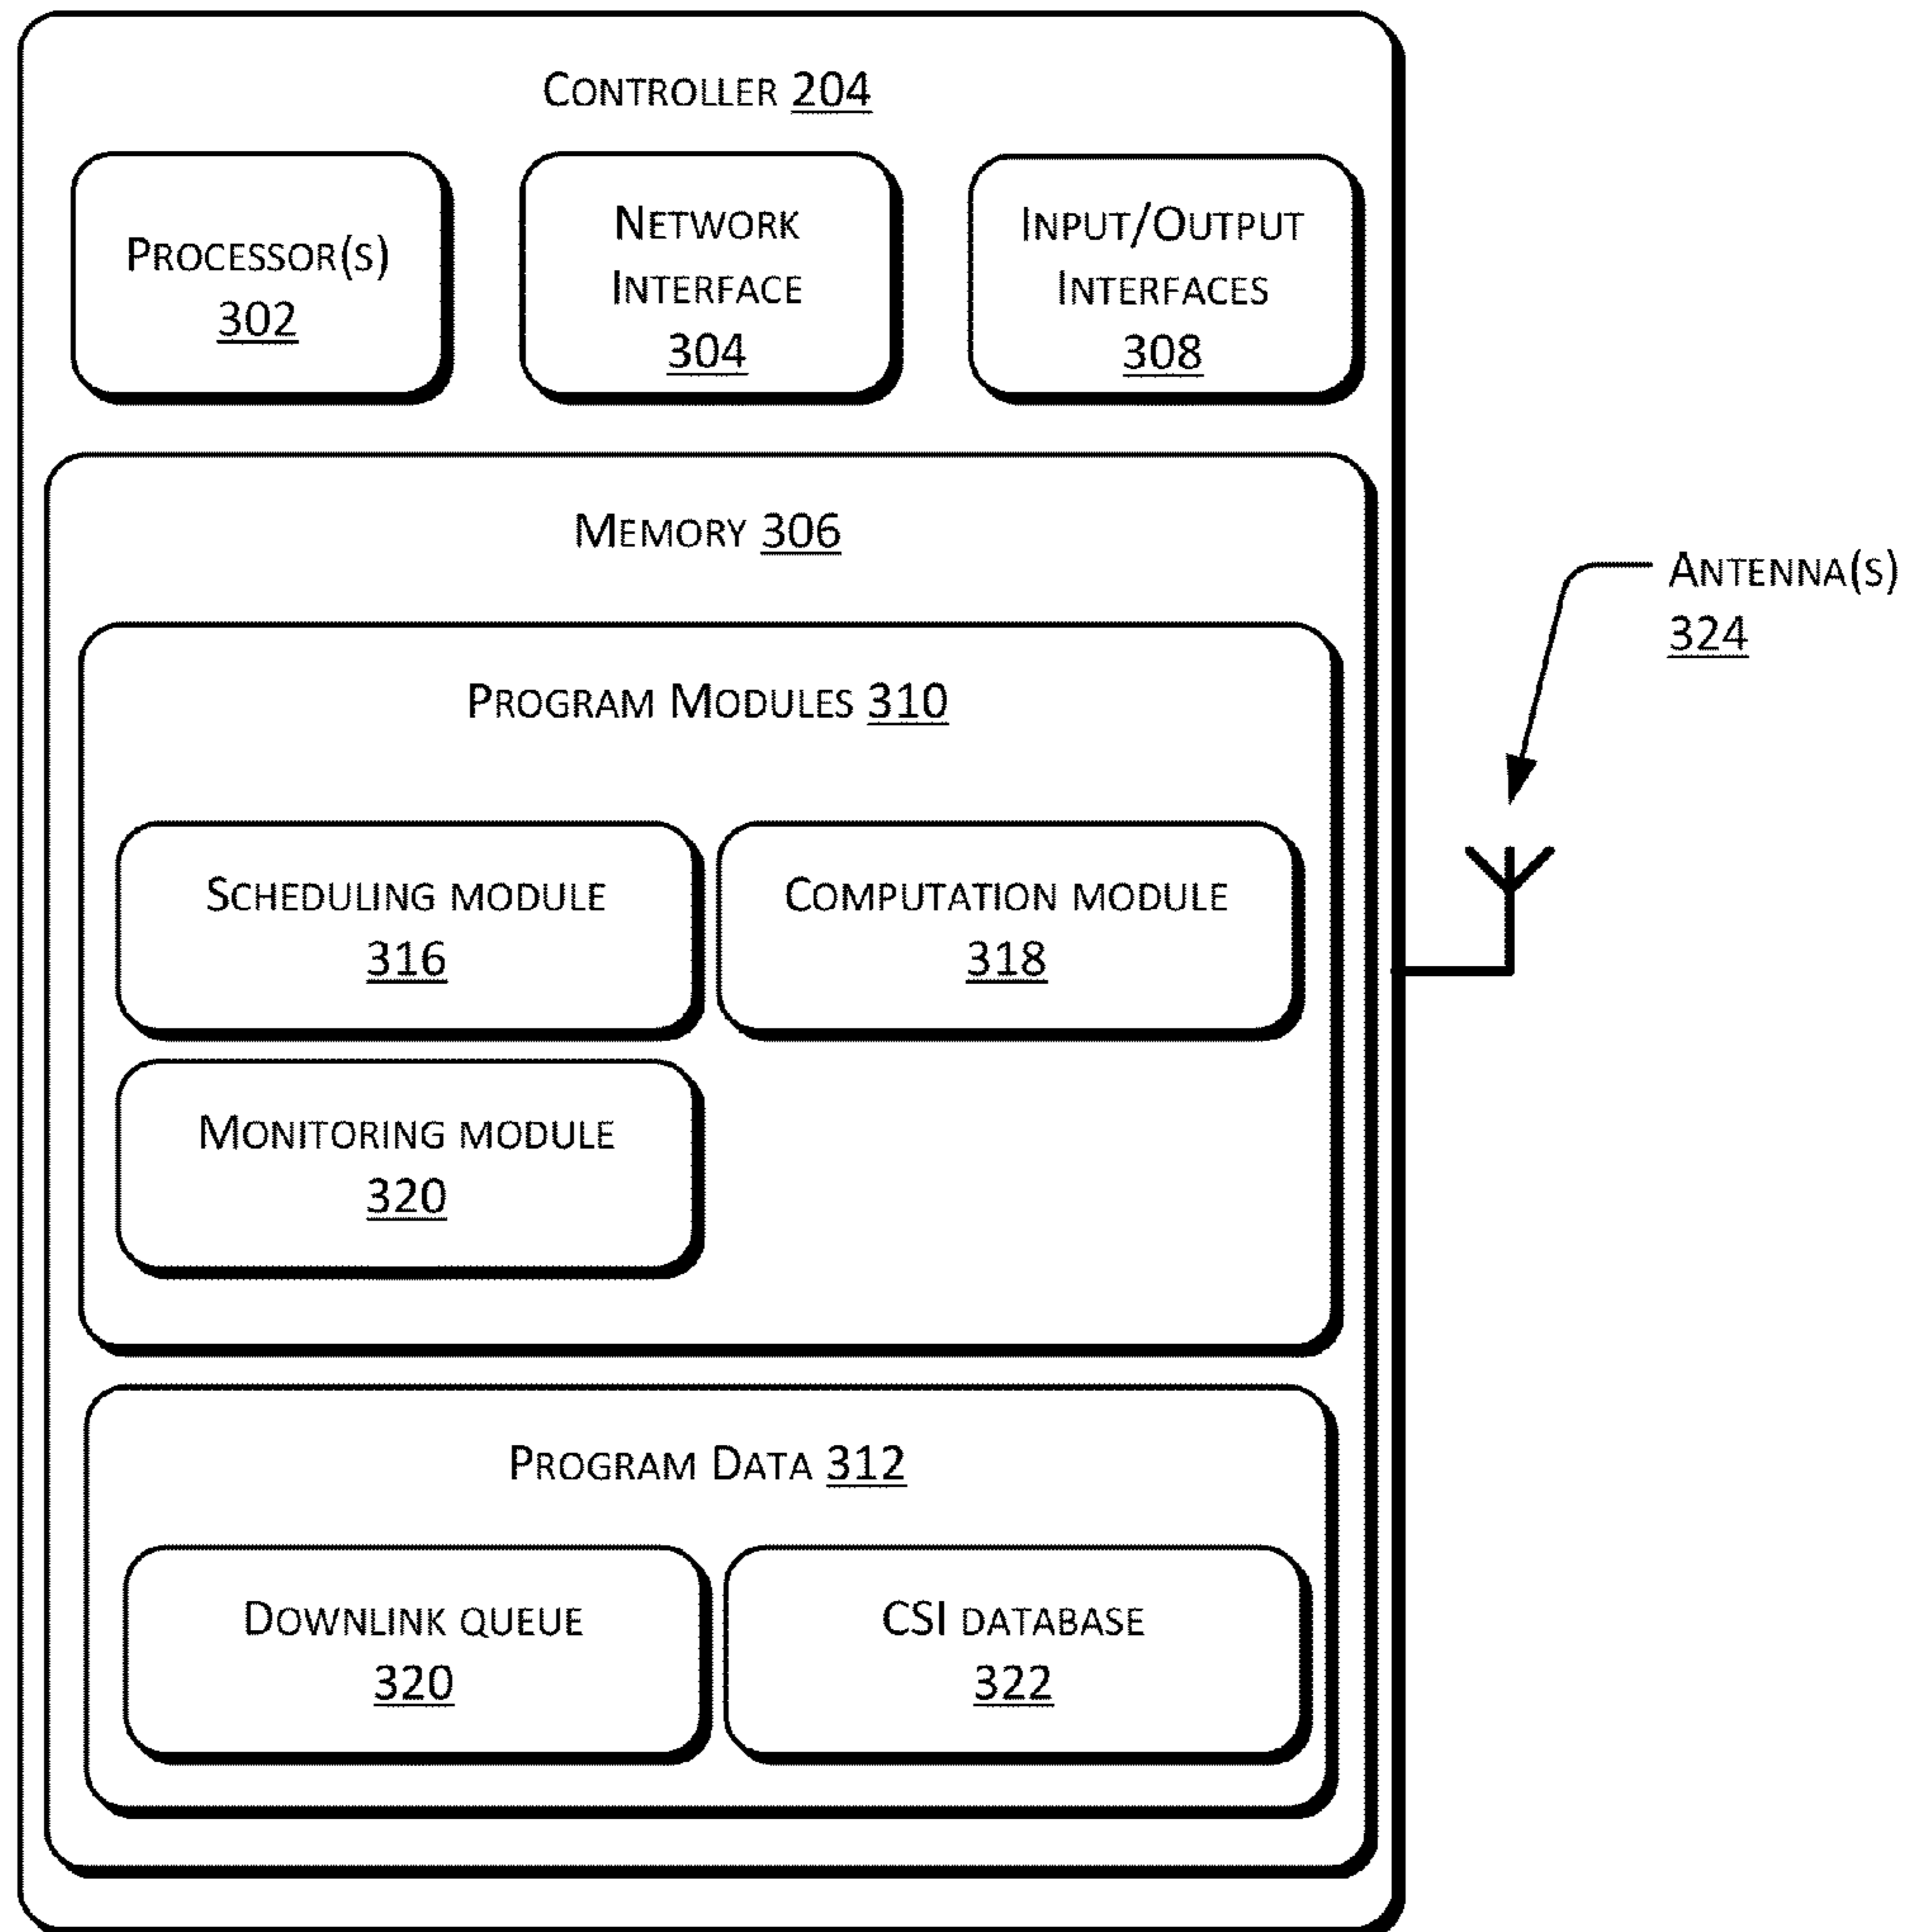 CONTROLLER 204
PROCESSOR(S)
302
NETWORK
INTERFACE
304
INPUT/OUTPUT
INTERFACES
308
MEMORY 306
ANTENNA(S)
324
PROGRAM MODULES 310
SCHEDULING MODULE
316
COMPUTATION MODULE
318
MONITORING MODULE
320
PROGRAM DATA 312
DOWNLINK QUEUE
320
CSI DATABASE
322